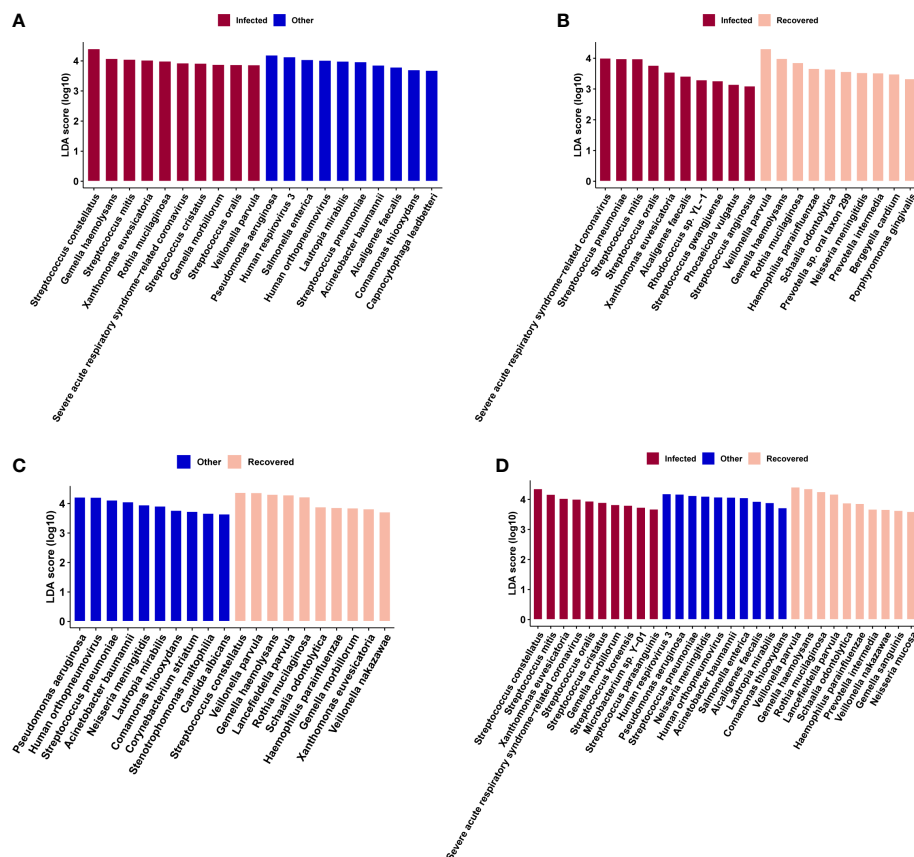 A
Infected
Other
LDA score (log10)
4
3
2
1
0
Streptococcus constellatus
Gemella haemolysans
Streptococcus mitis
Xanthomonas euvesicatoria
Rothia mucilaginosa
Severe acute respiratory syndrome-related coronavirus
Streptococcus cristatus
Gemella morbillorum
Streptococcus oralis
Veillonella parvula
Pseudomonas aeruginosa
Human respirovirus 3
Salmonella enterica
Human orthopneumovirus
Lautropia mirabilis
Streptococcus pneumoniae
Acinetobacter baumannii
Alcaligenes faecalis
Comamonas thiooxydans
Capnocytophaga leadbetteri
B
Infected
Recovered
LDA score (log10)
4
3
2
1
0
Severe acute respiratory syndrome-related coronavirus
Streptococcus pneumoniae
Streptococcus mitis
Streptococcus oralis
Xanthomonas euvesicatoria
Alcaligenes faecalis
Rhodococcus sp. YL-1
Streptococcus gwangjuense
Phocaeicola vulgatus
Streptococcus anginosus
Veillonella parvula
Gemella haemolysans
Rothia mucilaginosa
Haemophilus parainfluenzae
Schaalia odontolytica
Prevotella sp. oral taxon 299
Neisseria meningitidis
Prevotella intermedia
Bergeyella cardium
Porphyromonas gingivalis
C
Other
Recovered
LDA score (log10)
4
3
2
1
0
Pseudomonas aeruginosa
Human orthopneumovirus
Streptococcus pneumoniae
Acinetobacter baumannii
Neisseria meningitidis
Lautropia mirabilis
Comamonas thiooxydans
Corynebacterium striatum
Stenotrophomonas maltophilia
Candida albicans
Streptococcus constellatus
Veillonella parvula
Gemella haemolysans
Lancefieldella parvula
Rothia mucilaginosa
Schaalia odontolytica
Haemophilus parainfluenzae
Gemella morbillorum
Xanthomonas euvesicatoria
Veillonella nakazawae
D
Infected
Other
Recovered
LDA score (log10)
4
3
2
1
0
Streptococcus constellatus
Streptococcus mitis
Xanthomonas euvesicatoria
Severe acute respiratory syndrome-related coronavirus
Streptococcus oralis
Streptococcus cristatus
Gemella morbillorum
Streptococcus koreensis
Microbacterium sp. Y-01
Streptococcus parasanguinis
Human respirovirus 3
Pseudomonas aeruginosa
Streptococcus pneumoniae
Neisseria meningitidis
Human orthopneumovirus
Acinetobacter baumannii
Salmonella enterica
Alcaligenes faecalis
Lautropia mirabilis
Comamonas thiooxydans
Veillonella parvula
Gemella haemolysans
Rothia mucilaginosa
Lancefieldella parvula
Schaalia odontolytica
Haemophilus parainfluenzae
Prevotella intermedia
Veillonella nakazawae
Gemella sanguinis
Neisseria mucosa